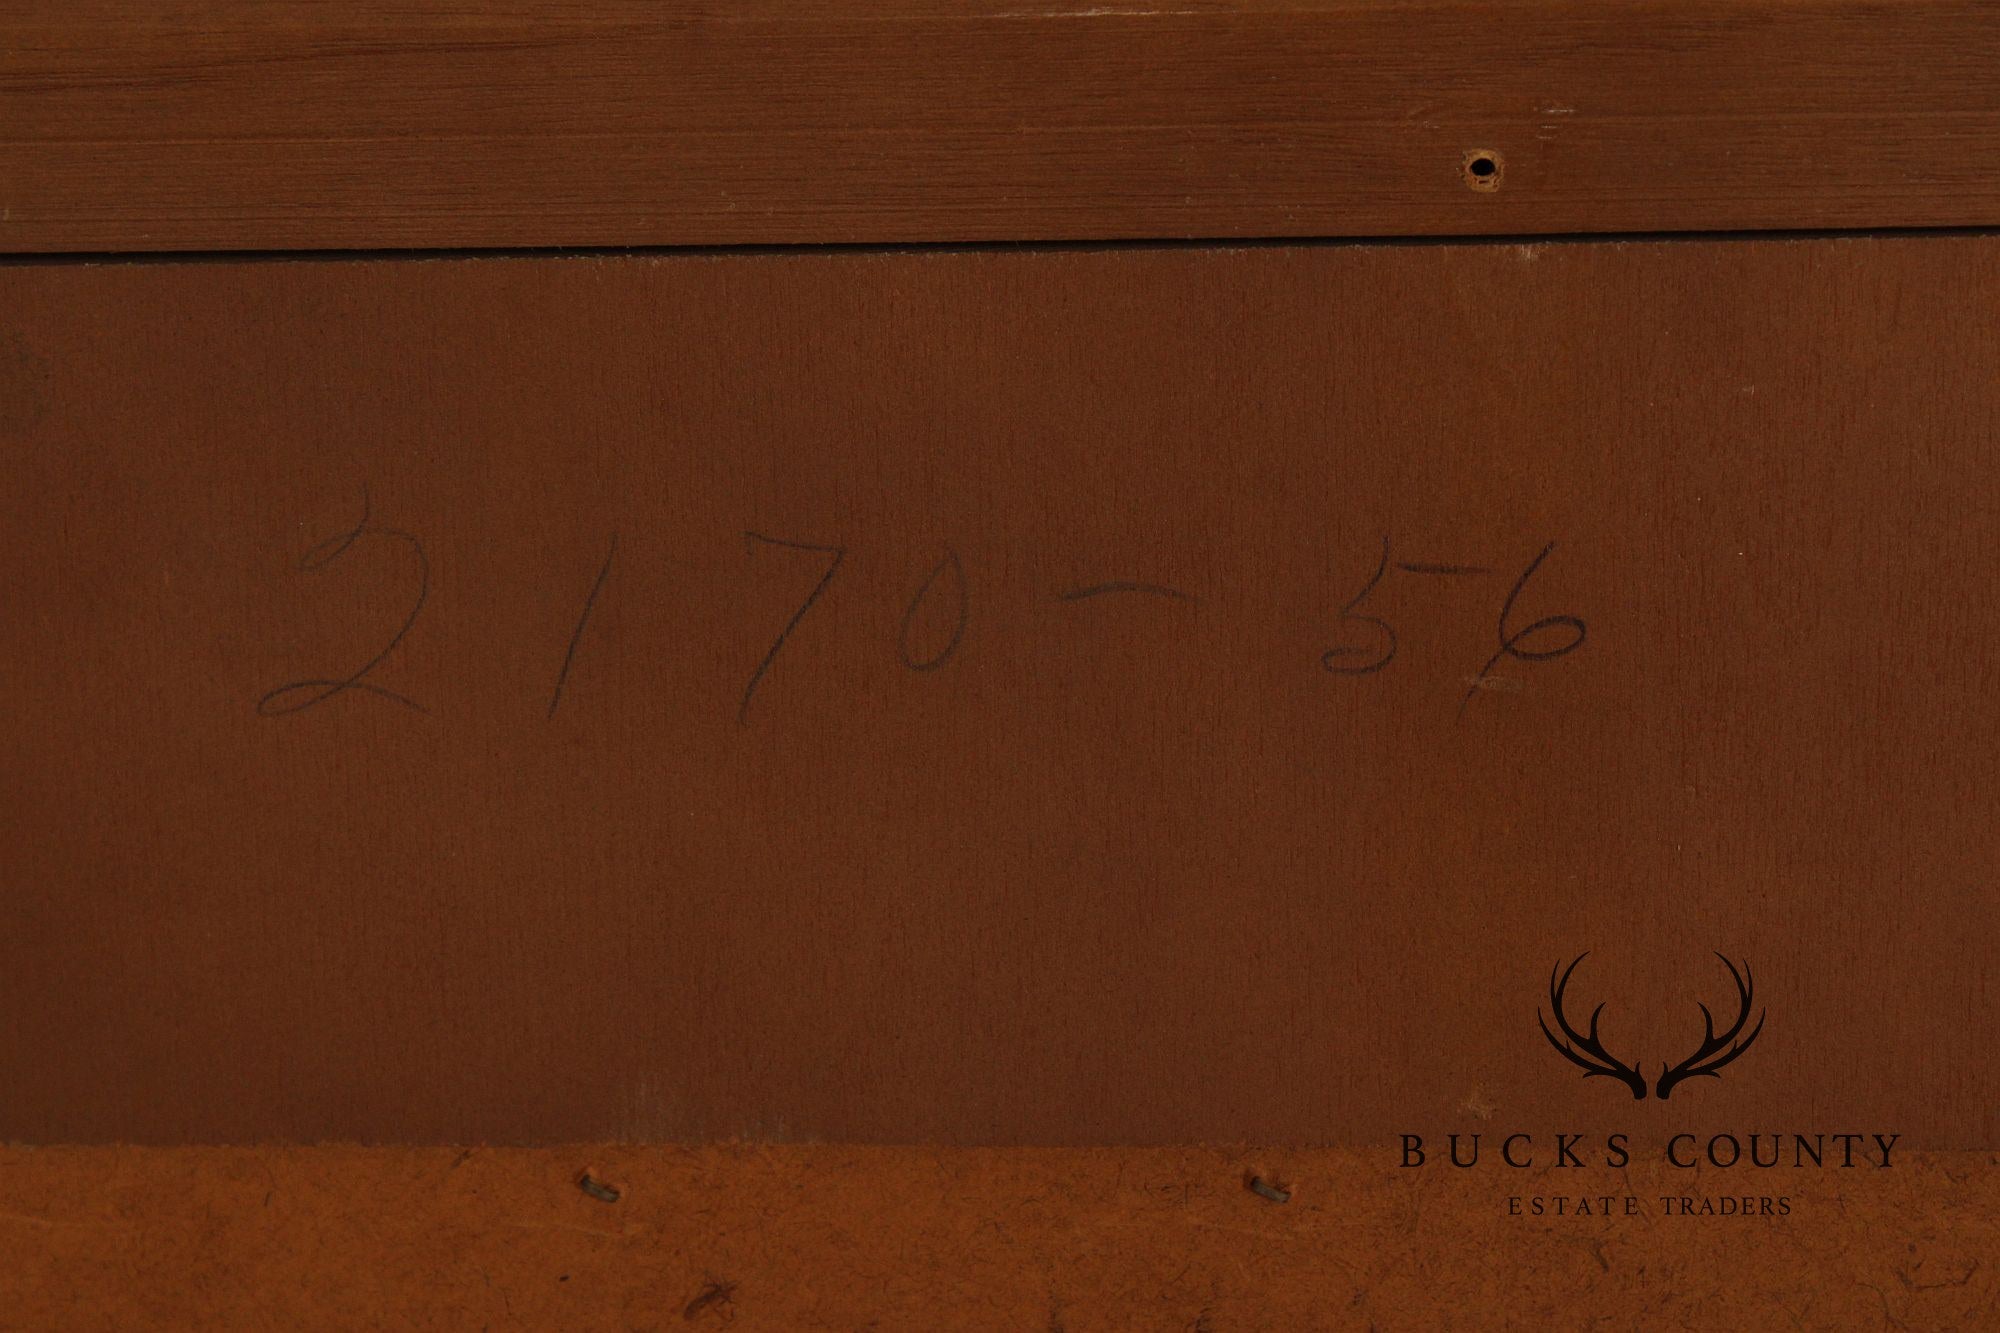 2170-56
BUCKS COUNTY
ESTATE TRADERS